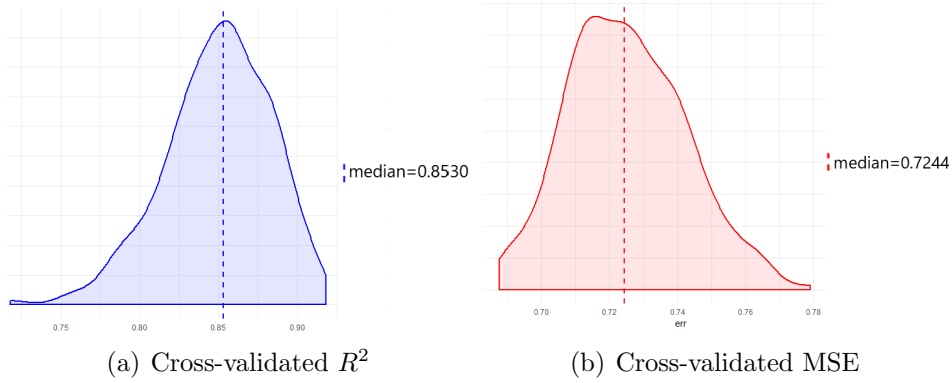 median=0.8530
0.75 0.80 0.85 0.90
(a) Cross-validated R²
median=0.7244
0.70 0.72 0.74 0.76 0.78
err
(b) Cross-validated MSE